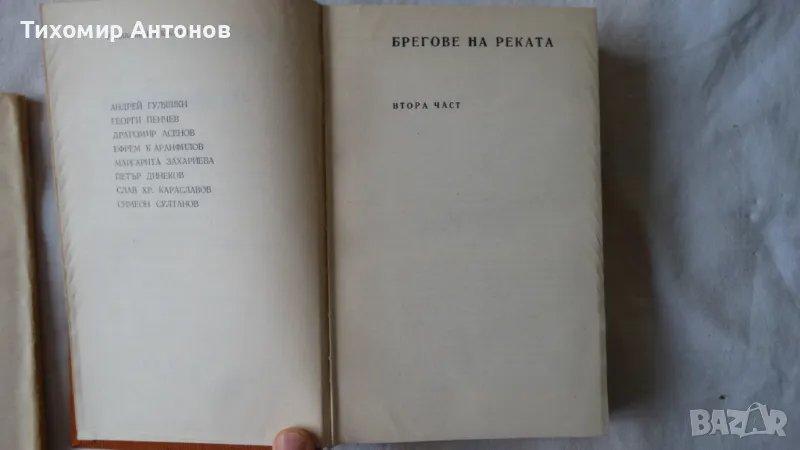 Тихомир Антонов
АНДРЕЙ ГУЛЯШКИ
ГЕОРГИ ПЕНЧЕВ
ДРАГОМИР АСЕНОВ
ЕФРЕМ КАРАНФИЛОВ
МАРГАРИТА ЗАХАРИЕВА
ПЕТЪР ДИНЕКОВ
СЛАВ ХР. КАРАСЛАВОВ
СИМЕОН СУЛТАНОВ
БРЕГОВЕ НА РЕКАТА
ВТОРА ЧАСТ
BAZAR